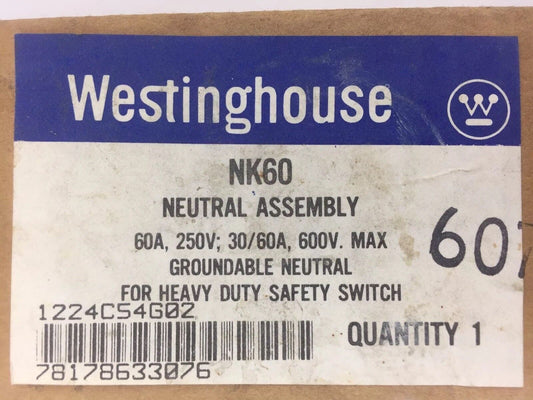 Westinghouse
NK60
NEUTRAL ASSEMBLY
60A, 250V; 30/60A, 600V. MAX
GROUNDABLE NEUTRAL
FOR HEAVY DUTY SAFETY SWITCH
1224C54G02
QUANTITY 1
78178633076
607